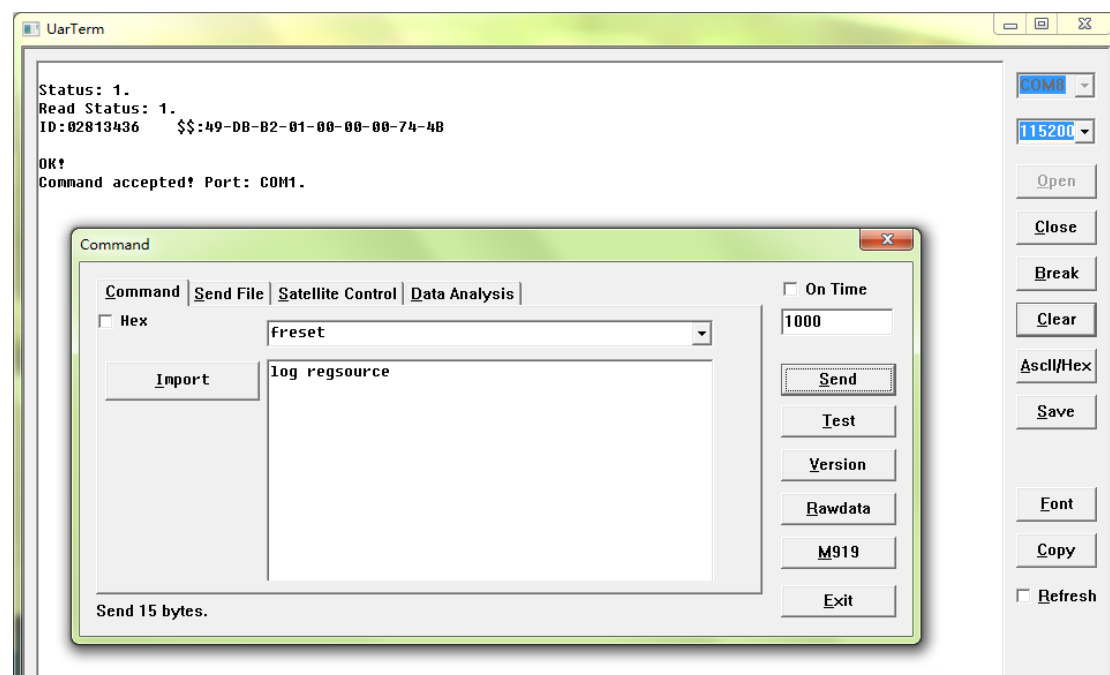 UarTerm
Status: 1.
Read Status: 1.
ID:02813436 $$:49-DB-B2-01-00-00-00-74-4B
OK!
Command accepted! Port: COM1.
COM8
115200
Open
Close
Break
Clear
AscII/Hex
Save
Font
Copy
Refresh
Command
Command Send File Satellite Control Data Analysis
Hex
freset
Import
log regsource
On Time
1000
Send
Test
Version
Rawdata
M919
Exit
Send 15 bytes.